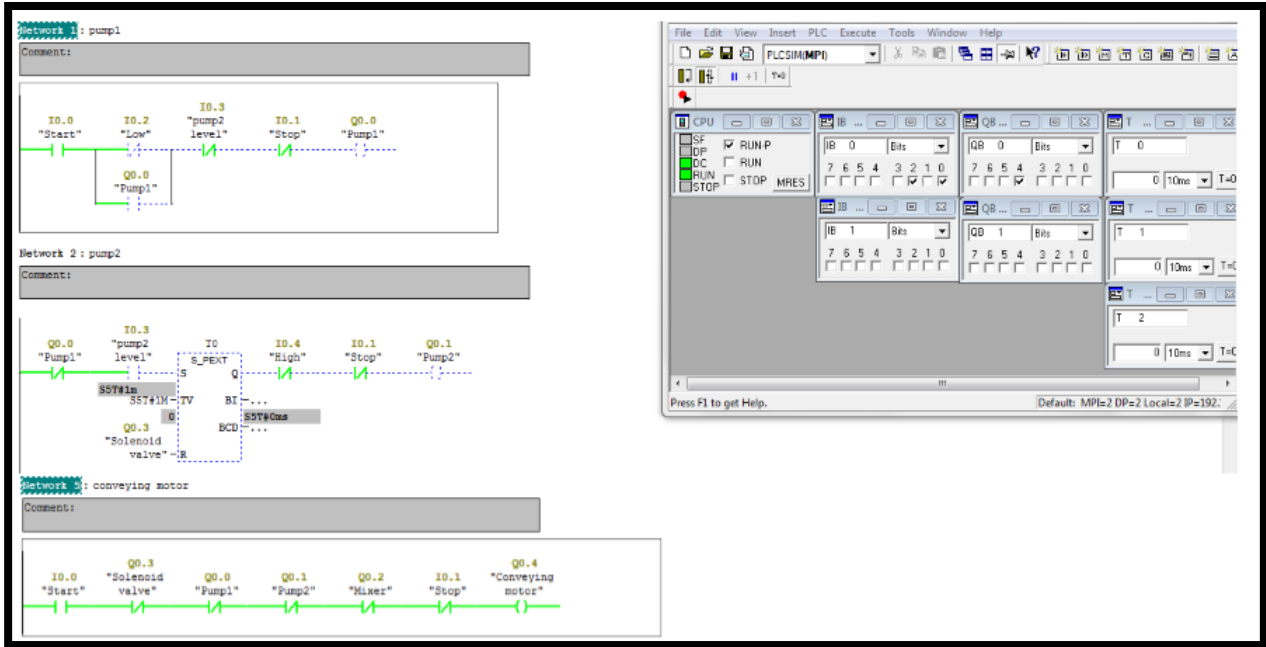 Network 1: pump1
Comment:
I0.0 "Start"
I0.2 "Low"
I0.3 "pump2 level"
I0.1 "Stop"
Q0.0 "Pump1"
Q0.0 "Pump1"
Network 2: pump2
Comment:
Q0.0 "Pump1"
I0.3 "pump2 level"
T0
S_PEXT
I0.4 "High"
I0.1 "Stop"
Q0.1 "Pump2"
S Q
S5T#1m
S5T#1M TV BI ...
0 S5T#0ms
BCD ...
Q0.3 "Solenoid valve" R
Network 5: conveying motor
Comment:
I0.0 "Start"
Q0.3 "Solenoid valve"
Q0.0 "Pump1"
Q0.1 "Pump2"
Q0.2 "Mixer"
I0.1 "Stop"
Q0.4 "Conveying motor"
File Edit View Insert PLC Execute Tools Window Help
PLCSIM(MPI)
+1 T=0
CPU
SF
DP
DC
RUN
STOP
RUN-P
RUN
STOP MRES
IB ...
IB 0 Bits
7 6 5 4 3 2 1 0
QB ...
QB 0 Bits
7 6 5 4 3 2 1 0
T ...
T 0
0 10ms T=0
IB ...
IB 1 Bits
7 6 5 4 3 2 1 0
QB ...
QB 1 Bits
7 6 5 4 3 2 1 0
T ...
T 1
0 10ms
T ...
T 2
0 10ms
Press F1 to get Help.
Default: MPI=2 DP=2 Local=2 IP=192.